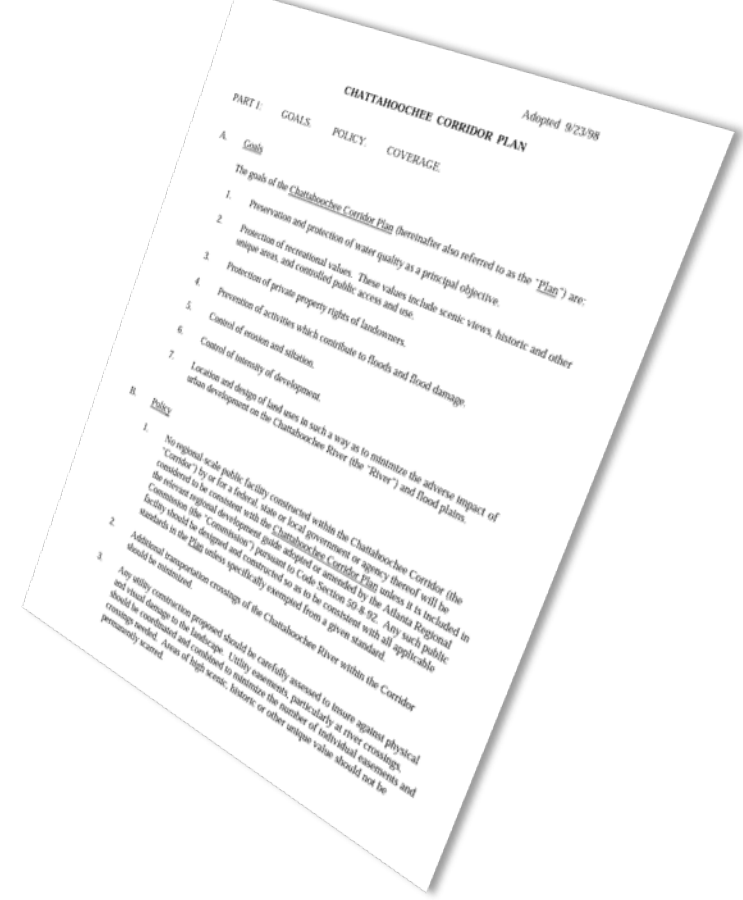 Adopted 9/23/98
CHATTAHOOCHEE CORRIDOR PLAN
PART I: GOALS, POLICY, COVERAGE
A. Goals
The goals of the Chattahoochee Corridor Plan (hereinafter also referred to as the "Plan") are:
1. Preservation and protection of water quality as a principal objective.
2. Protection of recreational values. These values include scenic views, historic and other
unique areas, and controlled public access and use.
3. Protection of private property rights of landowners.
4. Prevention of activities which contribute to floods and flood damage.
5. Control of erosion and siltation.
6. Control of intensity of development.
7. Location and design of land uses in such a way as to minimize the adverse impact of
urban development on the Chattahoochee River (the "River") and flood plains.
B. Policy
1. No regional scale public facility constructed within the Chattahoochee Corridor (the
"Corridor") by or for a federal, state or local government or agency thereof will be
considered to be consistent with the Chattahoochee Corridor Plan unless it is included in
the relevant regional development guide adopted or amended by the Atlanta Regional
Commission (the "Commission") pursuant to Code Section 50-8-92. Any such public
facility should be designed and constructed so as to be consistent with all applicable
standards in the Plan unless specifically exempted from a given standard.
2. Additional transportation crossings of the Chattahoochee River within the Corridor
should be minimized.
3. Any utility construction proposed should be carefully assessed to insure against physical
and visual damage to the landscape. Utility easements, particularly at river crossings,
should be coordinated and combined to minimize the number of individual easements and
crossings needed. Areas of high scenic, historic or other unique value should not be
permanently scarred.